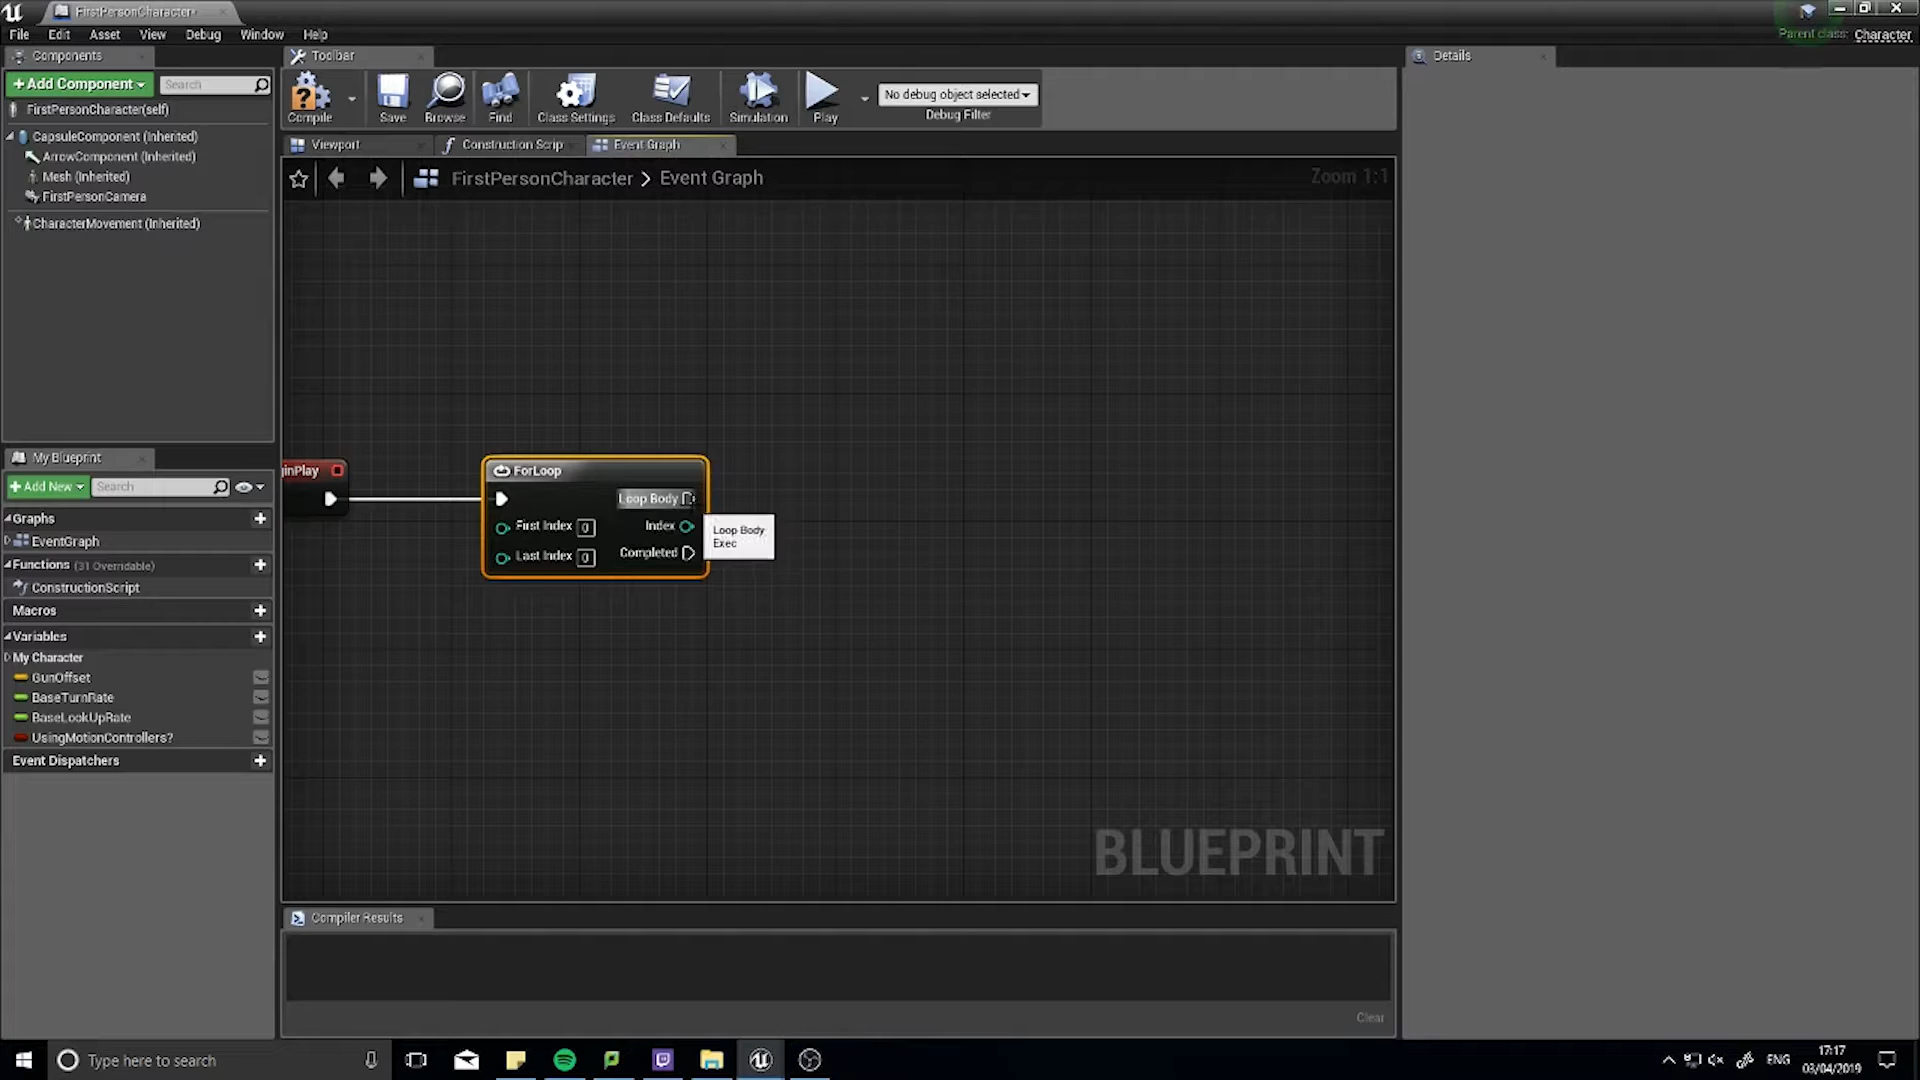 FirstPersonCharacter*
File Edit Asset View Debug Window Help
Parent class: Character
Components
+Add Component
Search
FirstPersonCharacter(self)
CapsuleComponent (Inherited)
ArrowComponent (Inherited)
Mesh (Inherited)
FirstPersonCamera
CharacterMovement (Inherited)
Toolbar
Compile
Save
Browse
Find
Class Settings
Class Defaults
Simulation
Play
No debug object selected
Debug Filter
Viewport
Construction Scrip
Event Graph
FirstPersonCharacter > Event Graph
Zoom 1:1
inPlay
ForLoop
Loop Body
First Index 0
Index
Last Index 0
Completed
Loop Body
Exec
BLUEPRINT
My Blueprint
+Add New
Search
Graphs
EventGraph
Functions (31 Overridable)
ConstructionScript
Macros
Variables
My Character
GunOffset
BaseTurnRate
BaseLookUpRate
UsingMotionControllers?
Event Dispatchers
Compiler Results
Clear
Details
Type here to search
ENG
17:17
03/04/2019